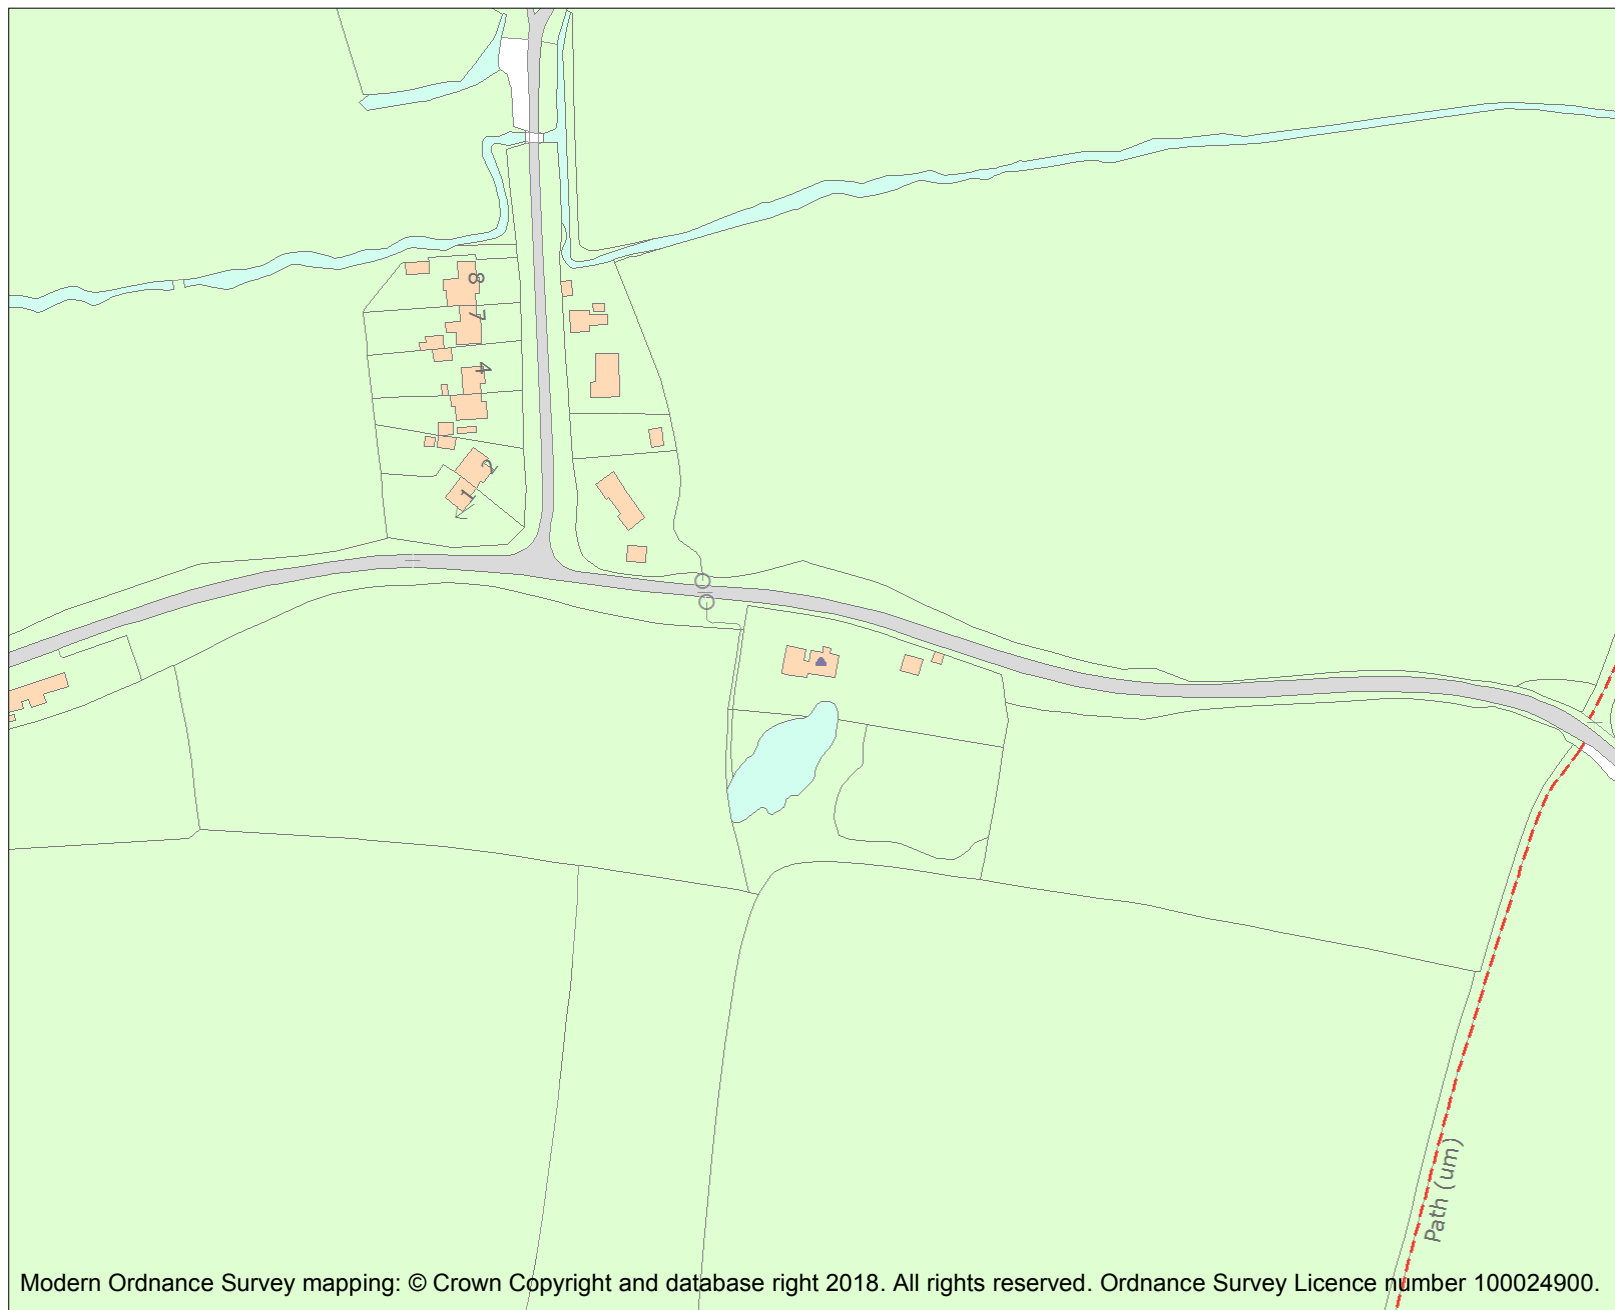 8
7
4
2
1
Path (um)
Modern Ordnance Survey mapping: © Crown Copyright and database right 2018. All rights reserved. Ordnance Survey Licence number 100024900.